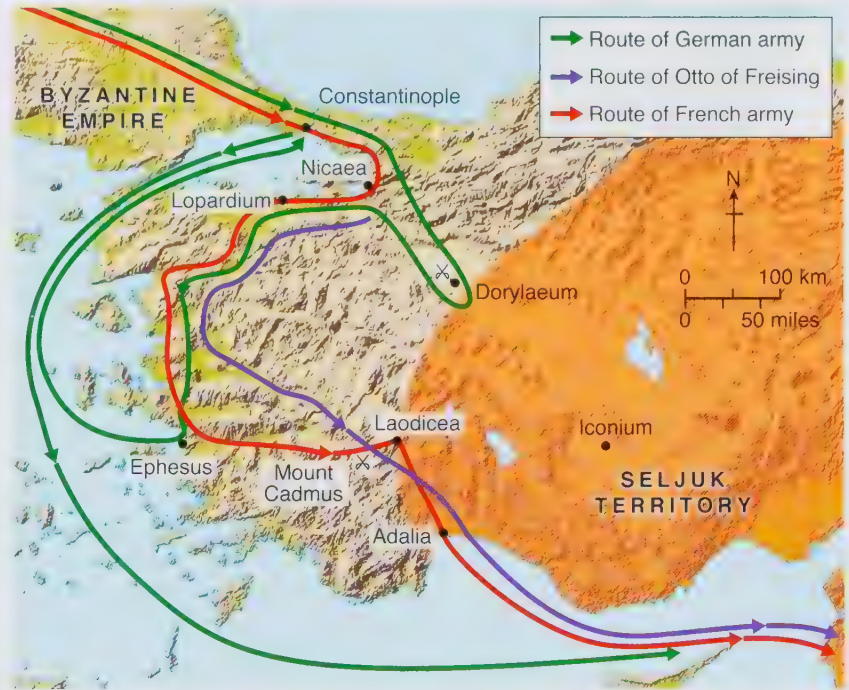 Route of German army
Route of Otto of Freising
Route of French army
BYZANTINE
EMPIRE
Constantinople
Nicaea
Lopardium
N
Dorylaeum
0 100 km
0 50 miles
Laodicea
Iconium
Ephesus
Mount
Cadmus
SELJUK
TERRITORY
Adalia